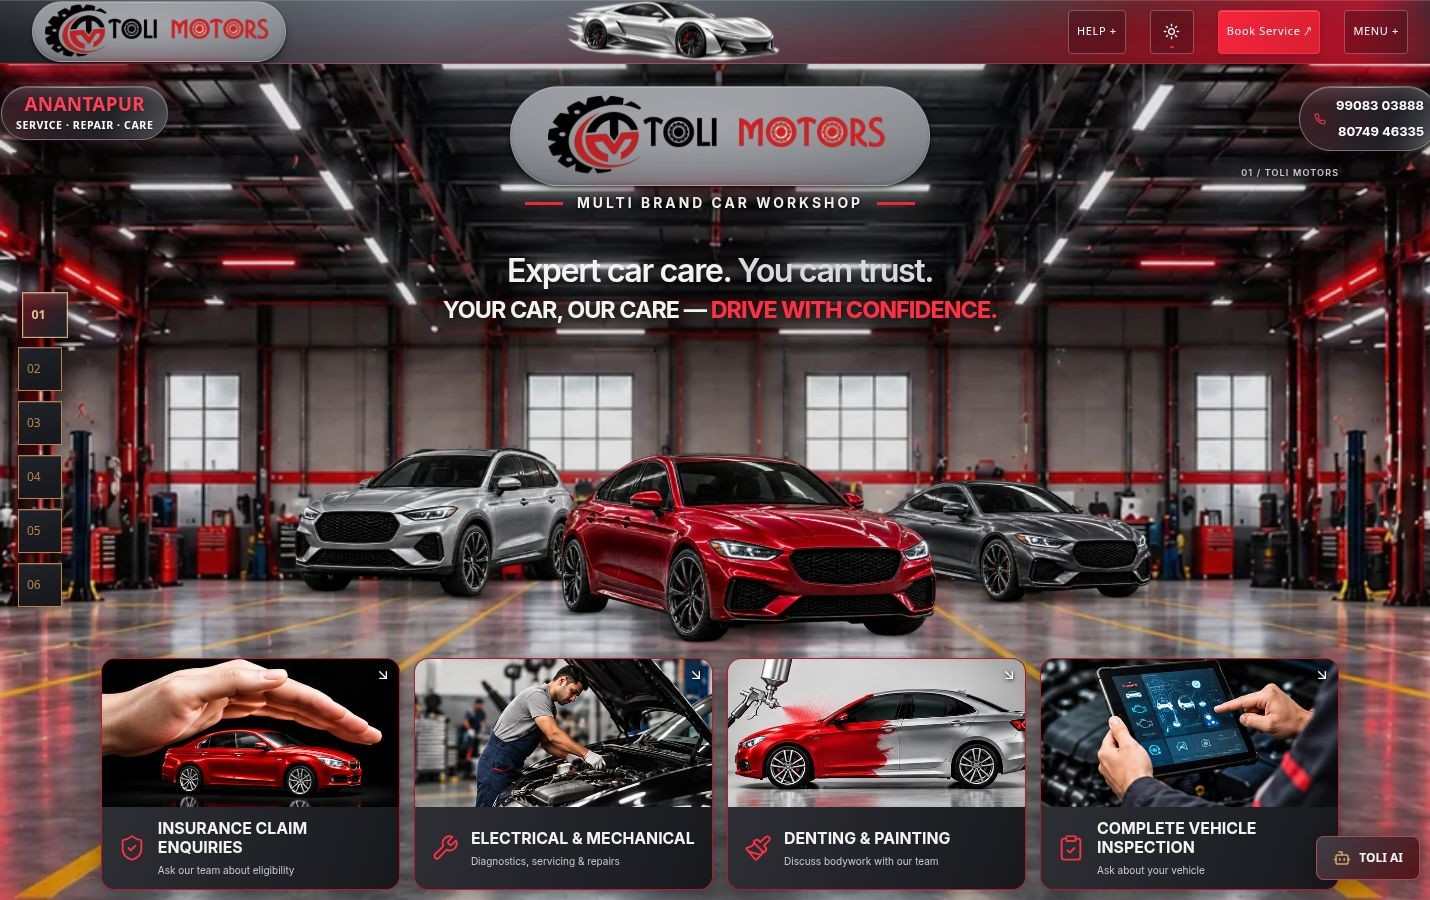 TOLI MOTORS
HELP +
Book Service ↗
MENU +
ANANTAPUR
SERVICE · REPAIR · CARE
TOLI MOTORS
MULTI BRAND CAR WORKSHOP
99083 03888
80749 46335
01 / TOLI MOTORS
Expert car care. You can trust.
YOUR CAR, OUR CARE — DRIVE WITH CONFIDENCE.
01
02
03
04
05
06
INSURANCE CLAIM
ENQUIRIES
Ask our team about eligibility
ELECTRICAL & MECHANICAL
Diagnostics, servicing & repairs
DENTING & PAINTING
Discuss bodywork with our team
COMPLETE VEHICLE
INSPECTION
Ask about your vehicle
TOLI AI